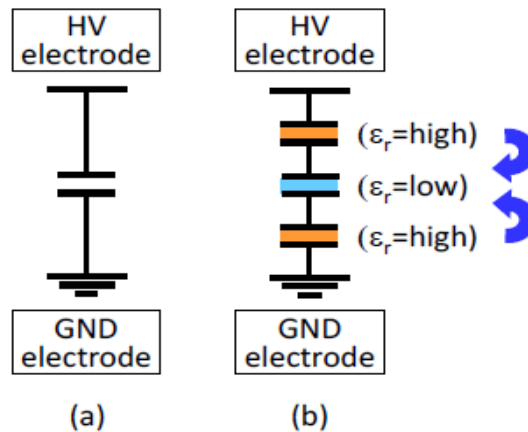 HV
electrode
HV
electrode
(εr=high)
(εr=low)
(εr=high)
GND
electrode
GND
electrode
(a)
(b)